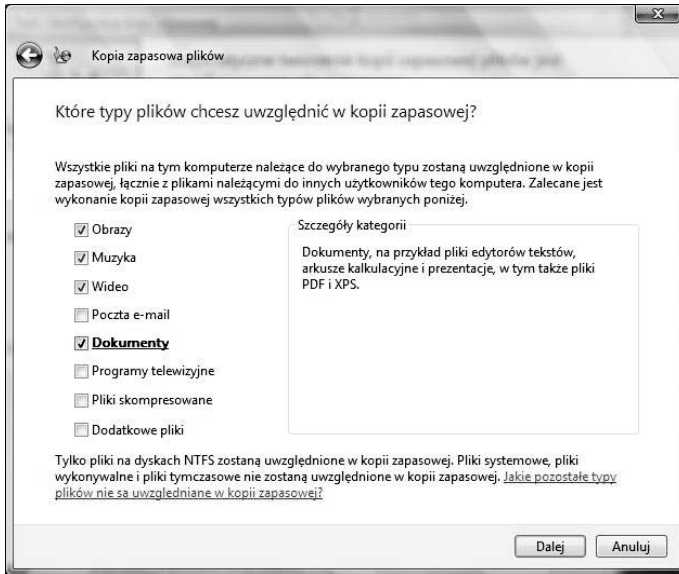 Kopia zapasowa plików
Które typy plików chcesz uwzględnić w kopii zapasowej?
Wszystkie pliki na tym komputerze należące do wybranego typu zostaną uwzględnione w kopii
zapasowej, łącznie z plikami należącymi do innych użytkowników tego komputera. Zalecane jest
wykonanie kopii zapasowej wszystkich typów plików wybranych poniżej.
Obrazy
Muzyka
Wideo
Poczta e-mail
Dokumenty
Programy telewizyjne
Pliki skompresowane
Dodatkowe pliki
Szczegóły kategorii
Dokumenty, na przykład pliki edytorów tekstów,
arkusze kalkulacyjne i prezentacje, w tym także pliki
PDF i XPS.
Tylko pliki na dyskach NTFS zostaną uwzględnione w kopii zapasowej. Pliki systemowe, pliki
wykonywalne i pliki tymczasowe nie zostaną uwzględnione w kopii zapasowej. Jakie pozostałe typy
plików nie sa uwzgledniane w kopii zapasowej?
Dalej
Anuluj